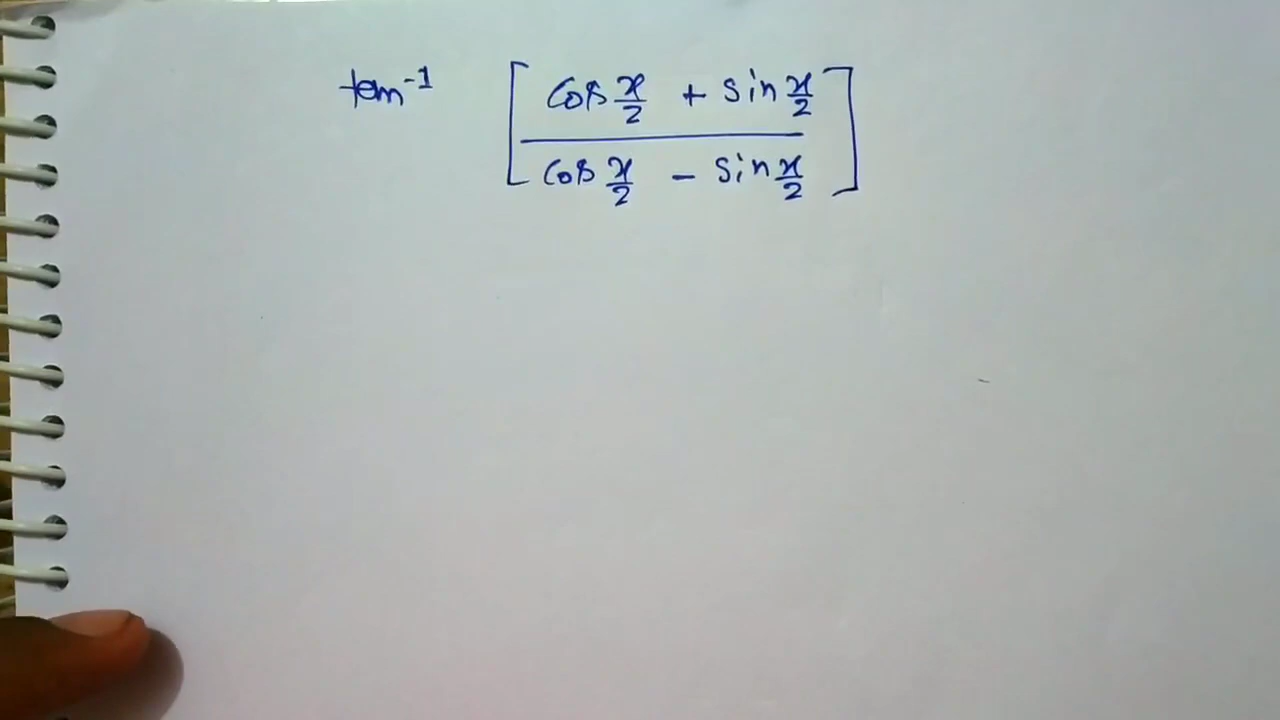 tan⁻¹ [ cos x/2 + sin x/2
cos x/2 - sin x/2 ]